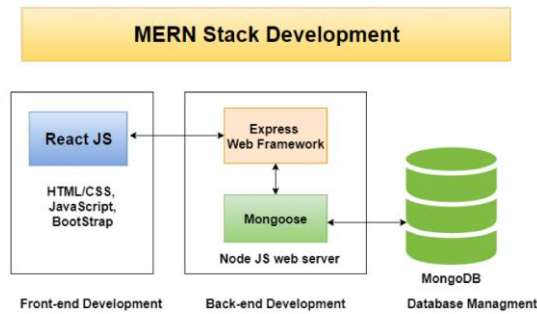 MERN Stack Development
React JS
HTML/CSS,
JavaScript,
BootStrap
Front-end Development
Express
Web Framework
Mongoose
Node JS web server
Back-end Development
MongoDB
Database Managment